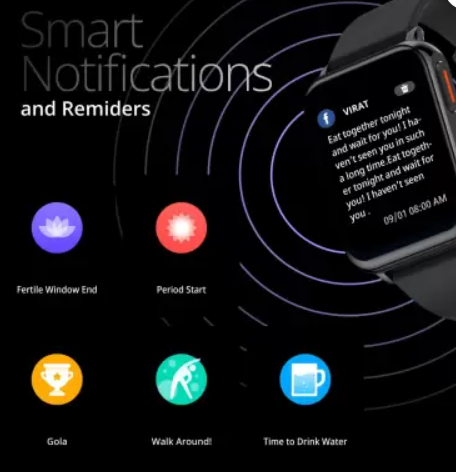 Smart
Notifications
and Remiders
f
VIRAT
Eat together tonight
and wait for you! I ha-
ven't seen you in such
a long time.Eat togeth-
er tonight and wait for
you! I haven't seen
you .
09/01 08:00 AM
Fertile Window End
Period Start
Gola
Walk Around!
Time to Drink Water